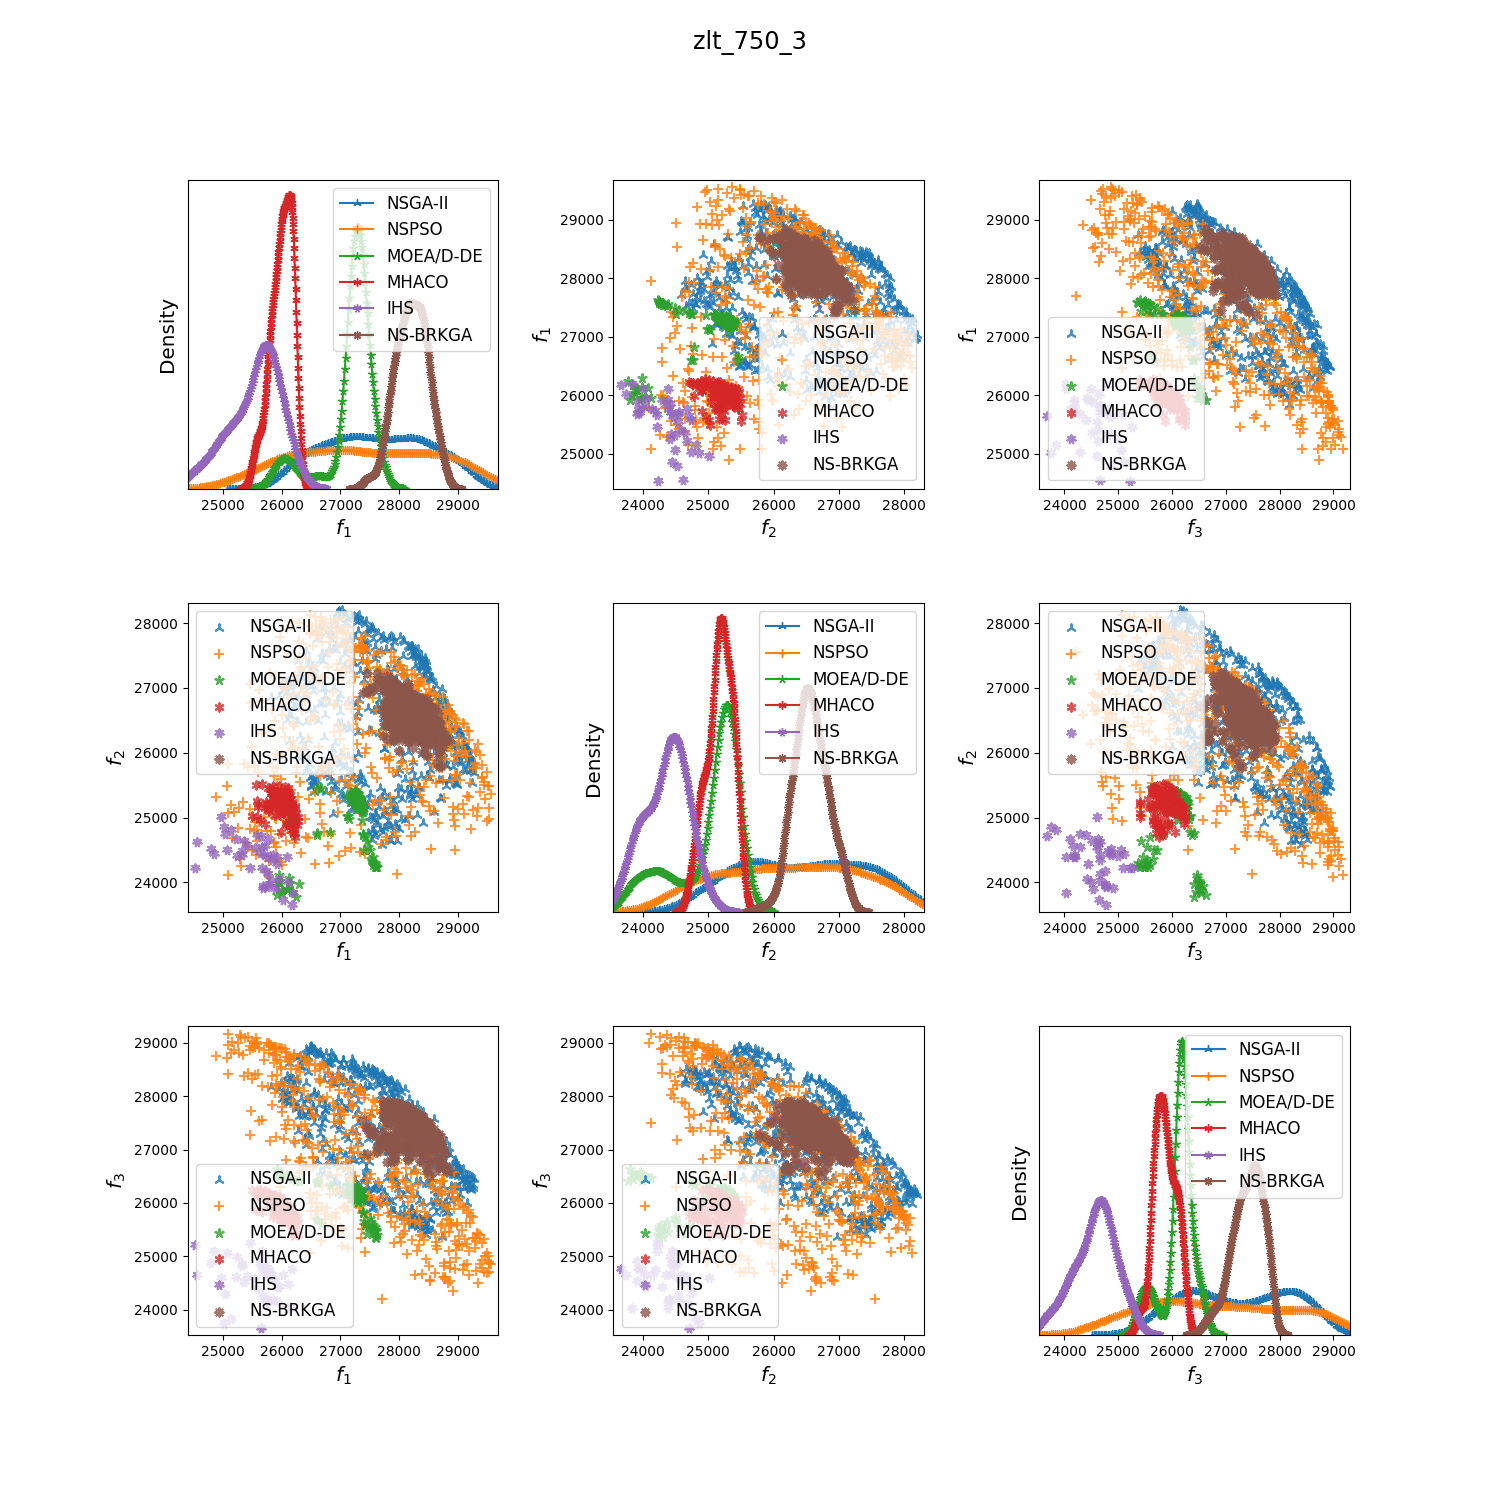 zlt_750_3
Density
NSGA-II
NSPSO
MOEA/D-DE
MHACO
IHS
NS-BRKGA
25000 26000 27000 28000 29000
f1
f1
29000
28000
27000
26000
25000
NSGA-II
NSPSO
MOEA/D-DE
MHACO
IHS
NS-BRKGA
24000 25000 26000 27000 28000
f2
f1
29000
28000
27000
26000
25000
NSGA-II
NSPSO
MOEA/D-DE
MHACO
IHS
NS-BRKGA
24000 25000 26000 27000 28000 29000
f3
f2
28000
27000
26000
25000
24000
NSGA-II
NSPSO
MOEA/D-DE
MHACO
IHS
NS-BRKGA
25000 26000 27000 28000 29000
f1
Density
NSGA-II
NSPSO
MOEA/D-DE
MHACO
IHS
NS-BRKGA
24000 25000 26000 27000 28000
f2
f2
28000
27000
26000
25000
24000
NSGA-II
NSPSO
MOEA/D-DE
MHACO
IHS
NS-BRKGA
24000 25000 26000 27000 28000 29000
f3
f3
29000
28000
27000
26000
25000
24000
NSGA-II
NSPSO
MOEA/D-DE
MHACO
IHS
NS-BRKGA
25000 26000 27000 28000 29000
f1
f3
29000
28000
27000
26000
25000
24000
NSGA-II
NSPSO
MOEA/D-DE
MHACO
IHS
NS-BRKGA
24000 25000 26000 27000 28000
f2
Density
NSGA-II
NSPSO
MOEA/D-DE
MHACO
IHS
NS-BRKGA
24000 25000 26000 27000 28000 29000
f3